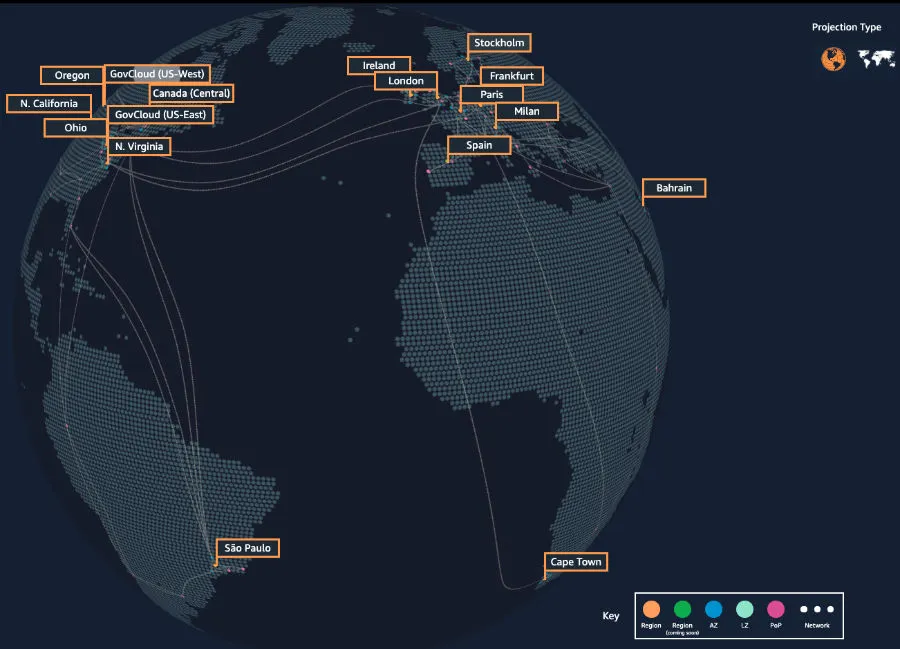 Projection Type
Stockholm
Ireland
Frankfurt
London
Oregon
GovCloud (US-West)
Canada (Central)
Paris
N. California
Milan
GovCloud (US-East)
Ohio
N. Virginia
Spain
Bahrain
São Paulo
Cape Town
Key
Region
Region
(coming soon)
AZ
LZ
PoP
Network